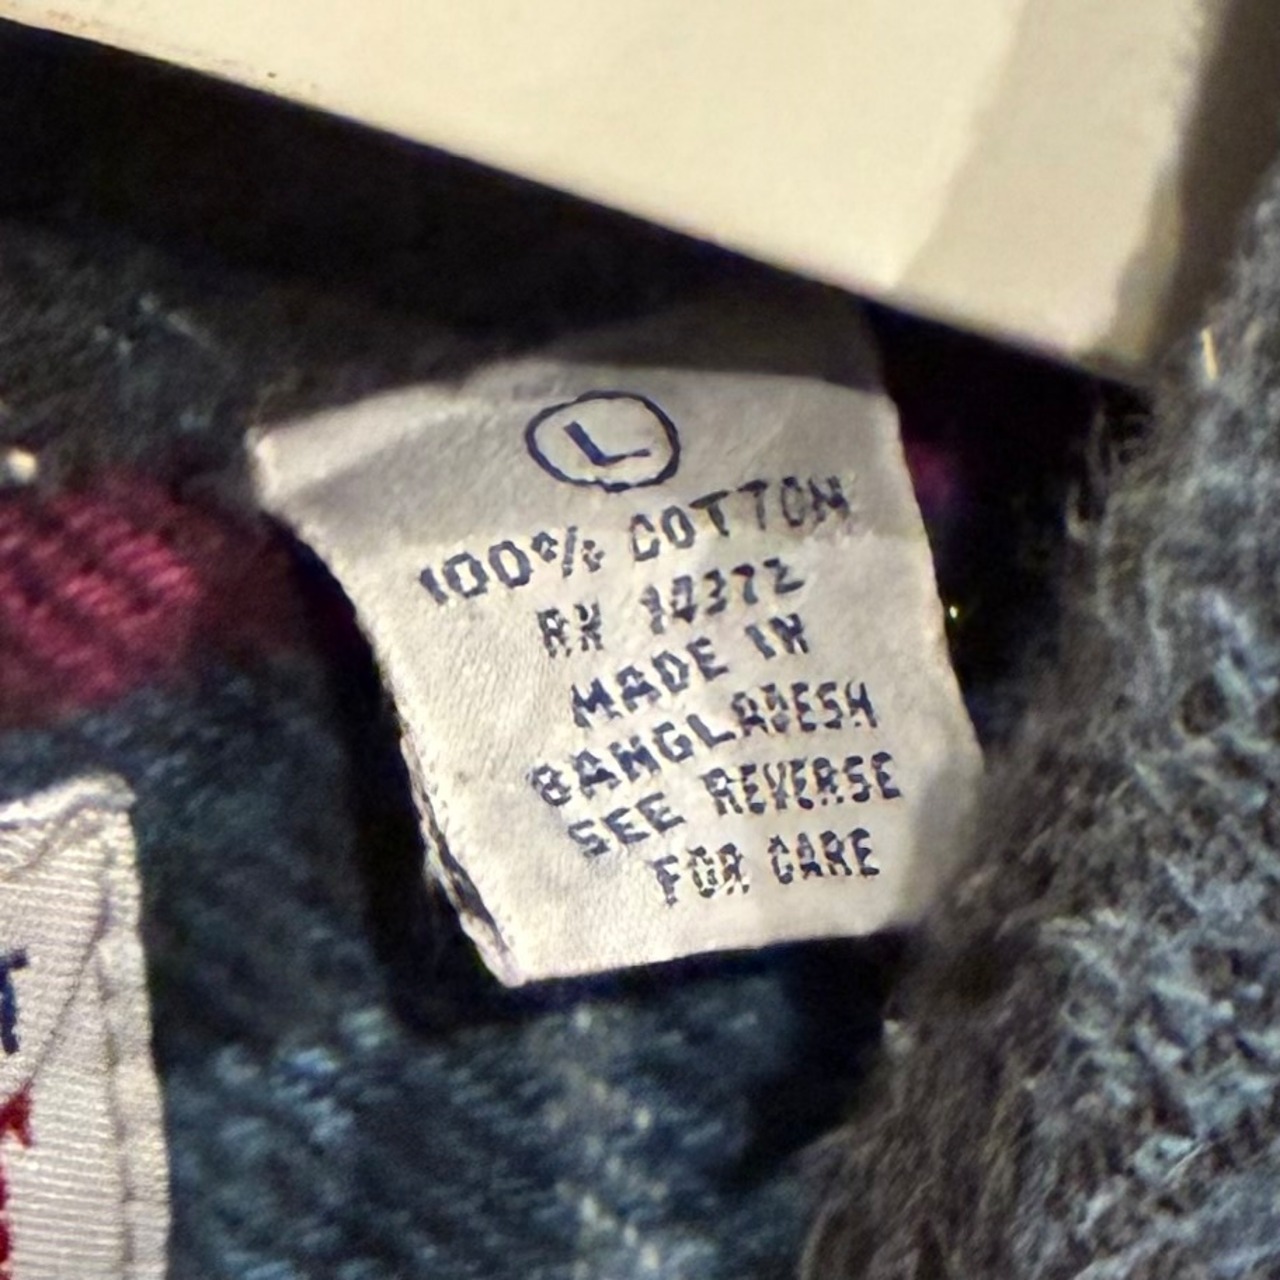 L
100% COTTON
RN
MADE IN
BANGLADESH
SEE REVERSE
FOR CARE
T